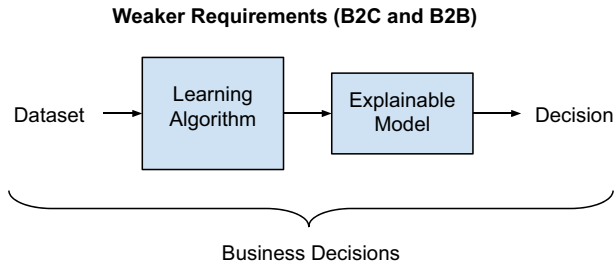 Weaker Requirements (B2C and B2B)
Dataset
Learning
Algorithm
Explainable
Model
Decision
Business Decisions